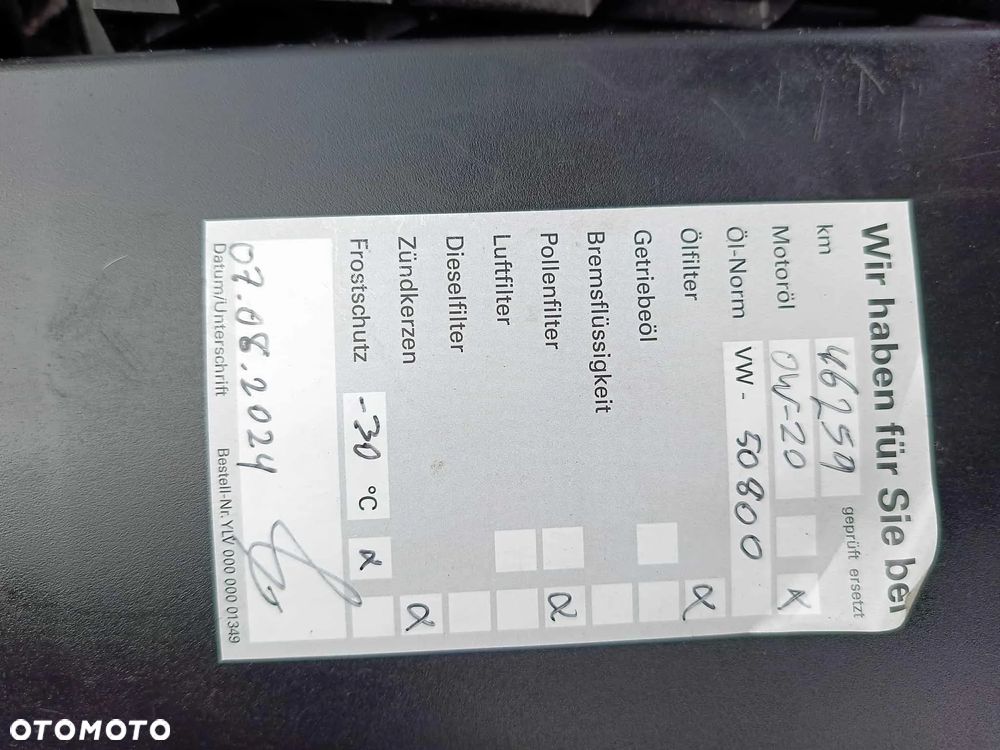 Wir haben für Sie bei
geprüft ersetzt
km 46259
Motoröl 0W-20 x
Öl-Norm VW - 50800
Ölfilter x
Getriebeöl
Bremsflüssigkeit
Pollenfilter x
Luftfilter
Dieselfilter
Zündkerzen x
Frostschutz -30 °C x
07.08.2024
Datum/Unterschrift Bestell-Nr. YLV 000 000 01349
OTOMOTO